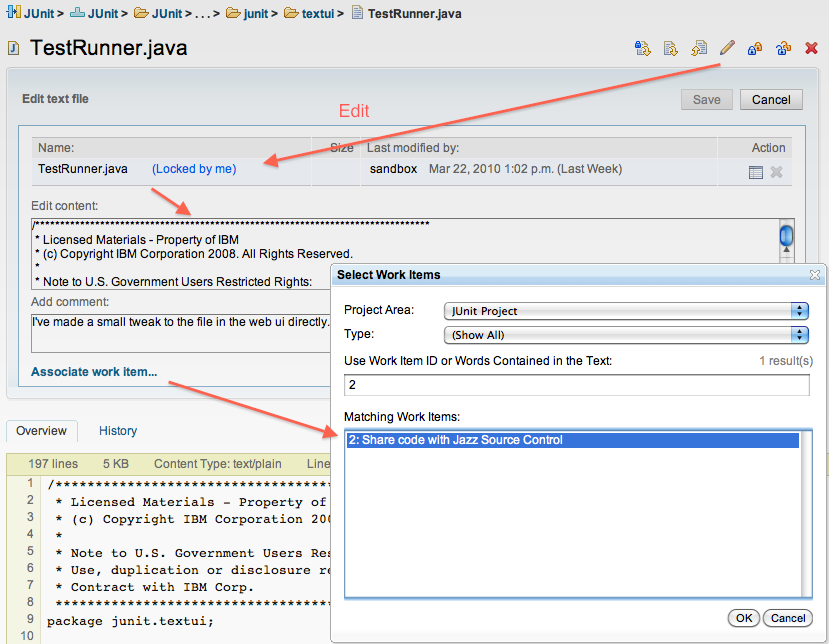 JUnit > JUnit > JUnit > . . . > junit > textui > TestRunner.java
TestRunner.java
Edit text file
Save
Cancel
Edit
Name:
Size
Last modified by:
Action
TestRunner.java
(Locked by me)
sandbox
Mar 22, 2010 1:02 p.m. (Last Week)
Edit content:
/*******************************************************************************
* Licensed Materials - Property of IBM
* (c) Copyright IBM Corporation 2008. All Rights Reserved.
*
* Note to U.S. Government Users Restricted Rights:
Add comment:
I've made a small tweak to the file in the web ui directly.
Associate work item...
Select Work Items
Project Area:
JUnit Project
Type:
(Show All)
Use Work Item ID or Words Contained in the Text:
1 result(s)
2
Matching Work Items:
2: Share code with Jazz Source Control
OK
Cancel
Overview
History
197 lines
5 KB
Content Type: text/plain
Line
1 /***********************************
2 * Licensed Materials - Property of
3 * (c) Copyright IBM Corporation 200
4 *
5 * Note to U.S. Government Users Res
6 * Use, duplication or disclosure re
7 * Contract with IBM Corp.
8 ***********************************
9 package junit.textui;
10